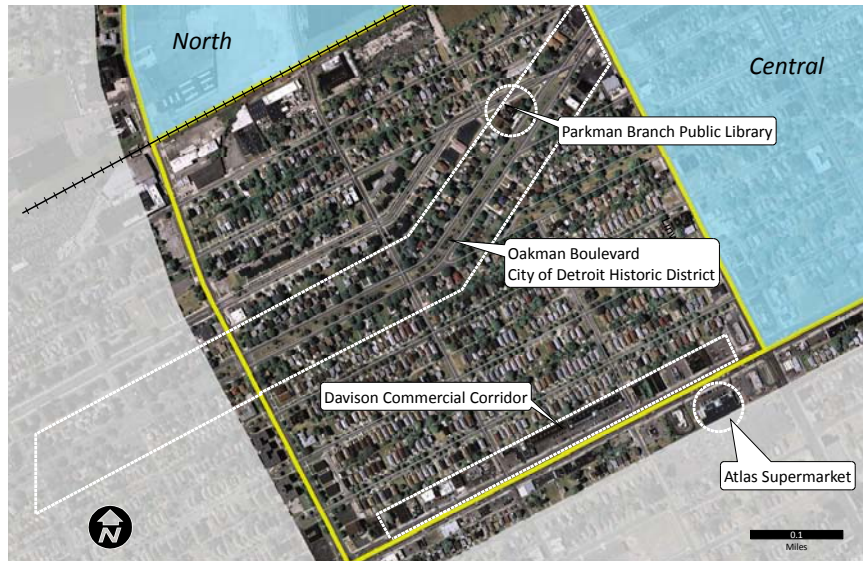 North
Central
Parkman Branch Public Library
Oakman Boulevard
City of Detroit Historic District
Davison Commercial Corridor
Atlas Supermarket
N
0.1
Miles